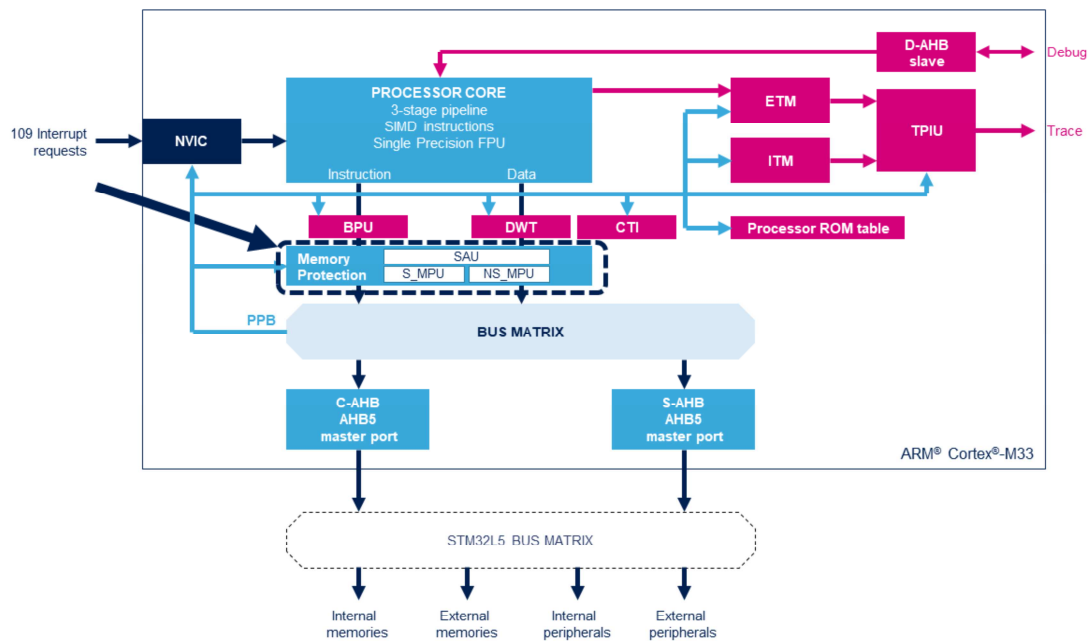 D-AHB
slave
Debug
PROCESSOR CORE
3-stage pipeline
SIMD instructions
Single Precision FPU
ETM
109 Interrupt
requests
NVIC
TPIU
Trace
ITM
Instruction
Data
BPU
DWT
CTI
Processor ROM table
Memory
Protection
SAU
S_MPU
NS_MPU
PPB
BUS MATRIX
C-AHB
AHB5
master port
S-AHB
AHB5
master port
ARM® Cortex®-M33
STM32L5 BUS MATRIX
Internal
memories
External
memories
Internal
peripherals
External
peripherals